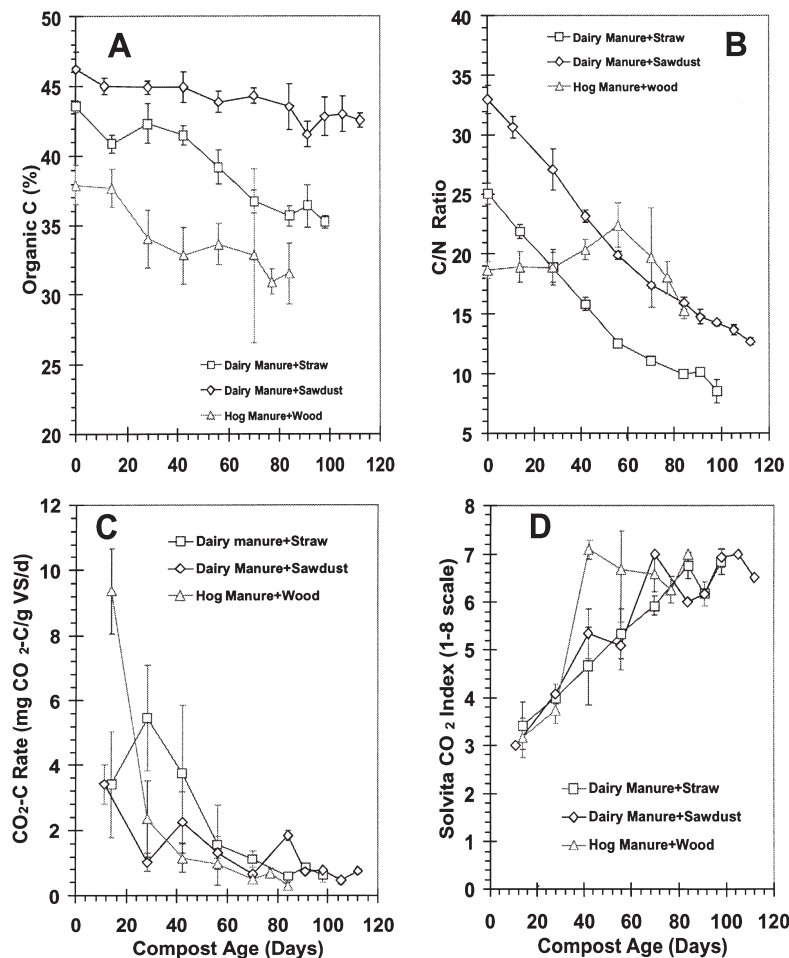 A
Organic C (%)
50
45
40
35
30
25
20
Dairy Manure+Straw
Dairy Manure+Sawdust
Hog Manure+Wood
0 20 40 60 80 100 120
B
C/N Ratio
40
35
30
25
20
15
10
5
Dairy Manure+Straw
Dairy Manure+Sawdust
Hog Manure+wood
0 20 40 60 80 100 120
C
CO2-C Rate (mg CO 2-C/g VS/d)
12
10
8
6
4
2
0
Dairy manure+Straw
Dairy Manure+Sawdust
Hog Manure+Wood
0 20 40 60 80 100 120
Compost Age (Days)
D
Solvita CO 2 Index (1-8 scale)
8
7
6
5
4
3
2
1
0
Dairy Manure+Straw
Dairy Manure+Sawdust
Hog Manure+Wood
0 20 40 60 80 100 120
Compost Age (Days)